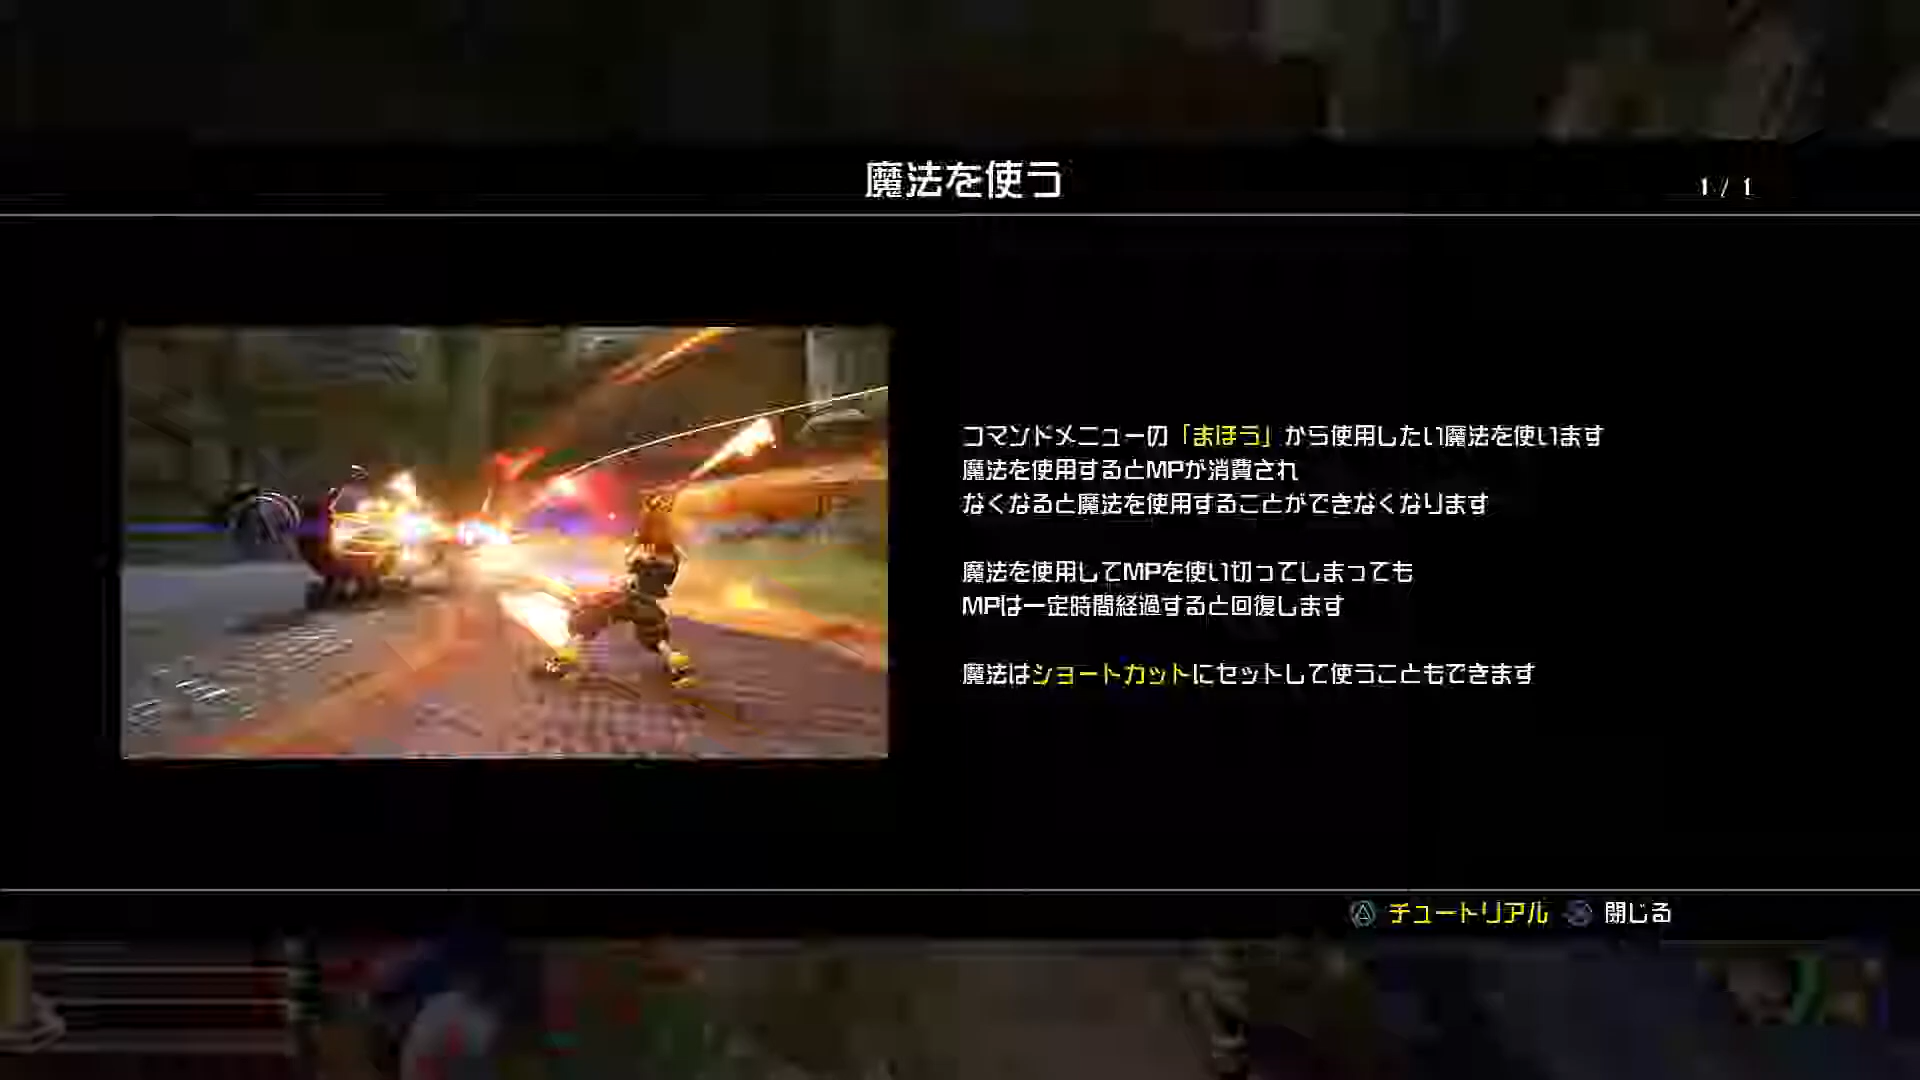 魔法を使う
1 / 1
コマンドメニューの「まほう」から使用したい魔法を使います
魔法を使用するとMPが消費され
なくなると魔法を使用することができなくなります
魔法を使用してMPを使い切ってしまっても
MPは一定時間経過すると回復します
魔法はショートカットにセットして使うこともできます
チュートリアル 閉じる